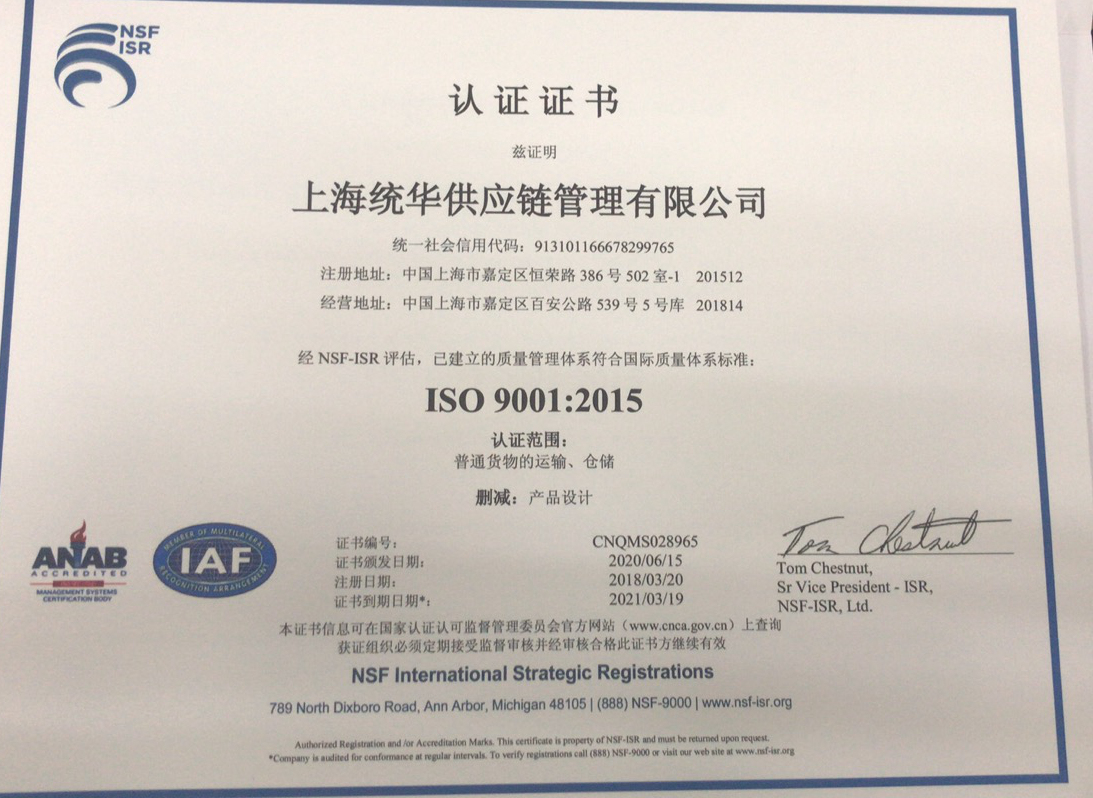 NSF
ISR
认证证书
兹证明
上海统华供应链管理有限公司
统一社会信用代码：913101166678299765
注册地址：中国上海市嘉定区恒荣路 386 号 502 室-1 201512
经营地址：中国上海市嘉定区百安公路 539 号 5 号库 201814
经 NSF-ISR 评估，已建立的质量管理体系符合国际质量体系标准：
ISO 9001:2015
认证范围：
普通货物的运输、仓储
删减：产品设计
ANAB
ACCREDITED
MANAGEMENT SYSTEMS
CERTIFICATION BODY
MEMBER OF MULTILATERAL
IAF
RECOGNITION ARRANGEMENT
证书编号： CNQMS028965
证书颁发日期： 2020/06/15
注册日期： 2018/03/20
证书到期日期*： 2021/03/19
Tom Chestnut
Tom Chestnut,
Sr Vice President - ISR,
NSF-ISR, Ltd.
本证书信息可在国家认证认可监督管理委员会官方网站（www.cnca.gov.cn）上查询
获证组织必须定期接受监督审核并经审核合格此证书方继续有效
NSF International Strategic Registrations
789 North Dixboro Road, Ann Arbor, Michigan 48105 | (888) NSF-9000 | www.nsf-isr.org
Authorized Registration and /or Accreditation Marks. This certificate is property of NSF-ISR and must be returned upon request.
*Company is audited for conformance at regular intervals. To verify registrations call (888) NSF-9000 or visit our web site at www.nsf-isr.org